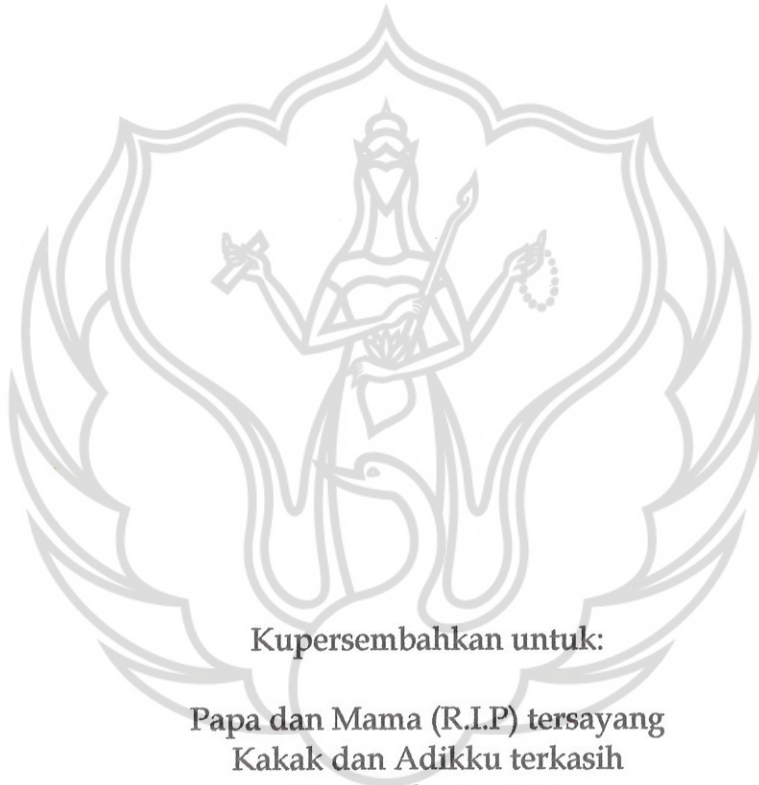 Kupersembahkan untuk:
Papa dan Mama (R.I.P) tersayang
Kakak dan Adikku terkasih